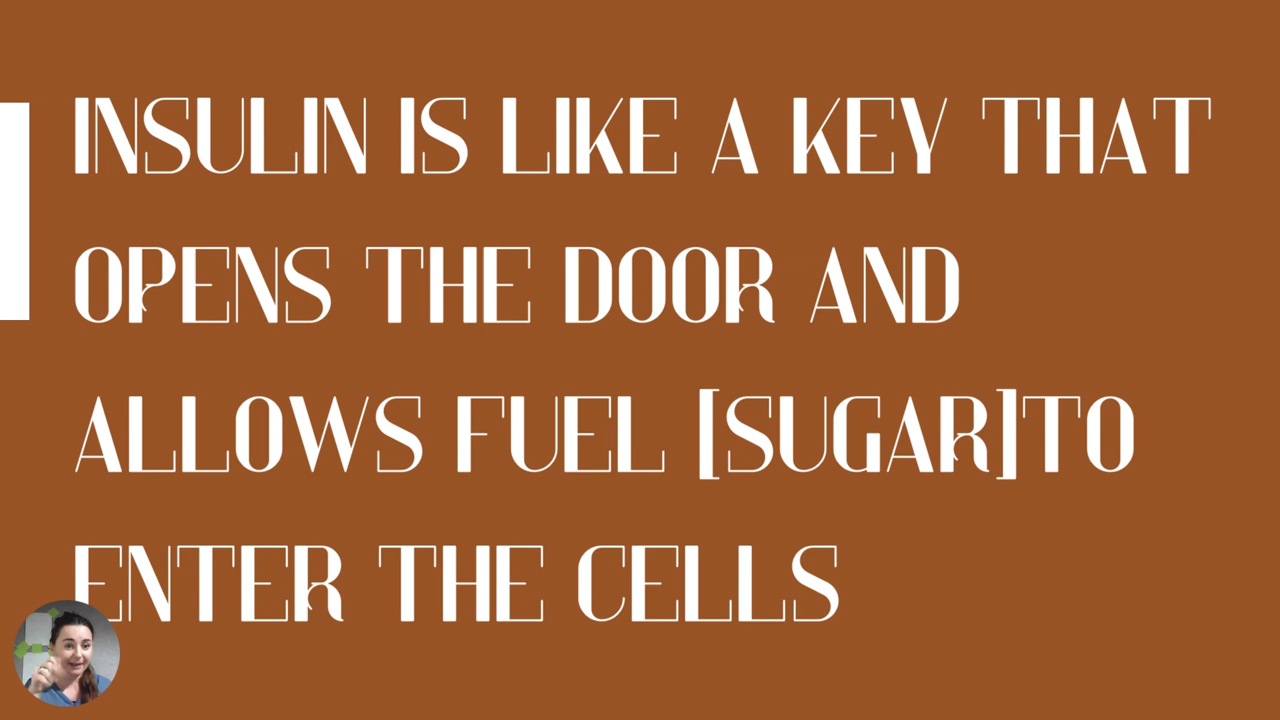 INSULIN IS LIKE A KEY THAT
OPENS THE DOOR AND
ALLOWS FUEL [SUGAR]TO
ENTER THE CELLS